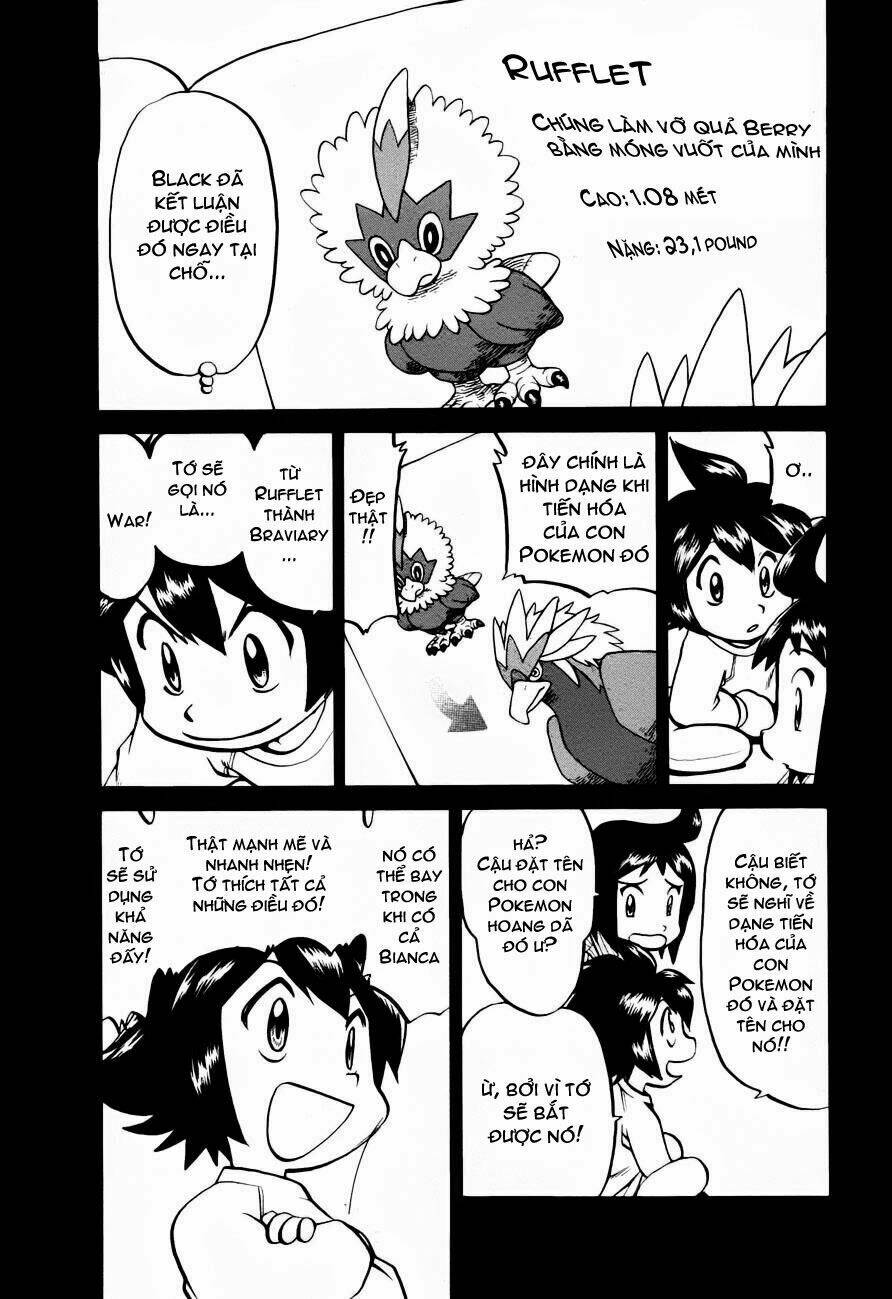 RUFFLET
CHÚNG LÀM VỠ QUẢ BERRY
BẰNG MÓNG VUỐT CỦA MÌNH
CAO: 1.08 MÉT
NẶNG: 23,1 POUND
BLACK ĐÃ
KẾT LUẬN
ĐƯỢC ĐIỀU
ĐÓ NGAY TẠI
CHỖ...
Ơ..
ĐÂY CHÍNH LÀ
HÌNH DẠNG KHI
TIẾN HÓA
CỦA CON
POKEMON ĐÓ
ĐẸP
THẬT
!!
TỪ
RUFFLET
THÀNH
BRAVIARY
...
TỚ SẼ
GỌI NÓ
LÀ...
WAR!
CẬU BIẾT
KHÔNG, TỚ
SẼ NGHĨ VỀ
DẠNG TIẾN
HÓA CỦA
CON
POKEMON
ĐÓ VÀ ĐẶT
TÊN CHO
NÓ!!
HẢ?
CẬU ĐẶT TÊN
CHO CON
POKEMON
HOANG DÃ
ĐÓ Ư?
Ừ, BỞI VÌ TỚ
SẼ BẮT
ĐƯỢC NÓ!
NÓ CÓ
THỂ BAY
TRONG
KHI CÓ
CẢ
BIANCA
THẬT MẠNH MẼ VÀ
NHANH NHẸN!
TỚ THÍCH TẤT CẢ
NHỮNG ĐIỀU ĐÓ!
TỚ
SẼ SỬ
DỤNG
KHẢ
NĂNG
ĐẤY!